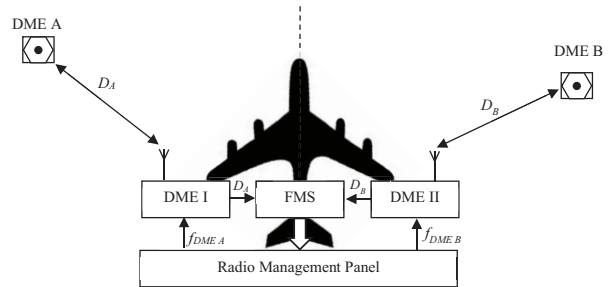 DME A
DME B
D_A
D_B
DME I
D_A
FMS
D_B
DME II
f_DME A
f_DME B
Radio Management Panel